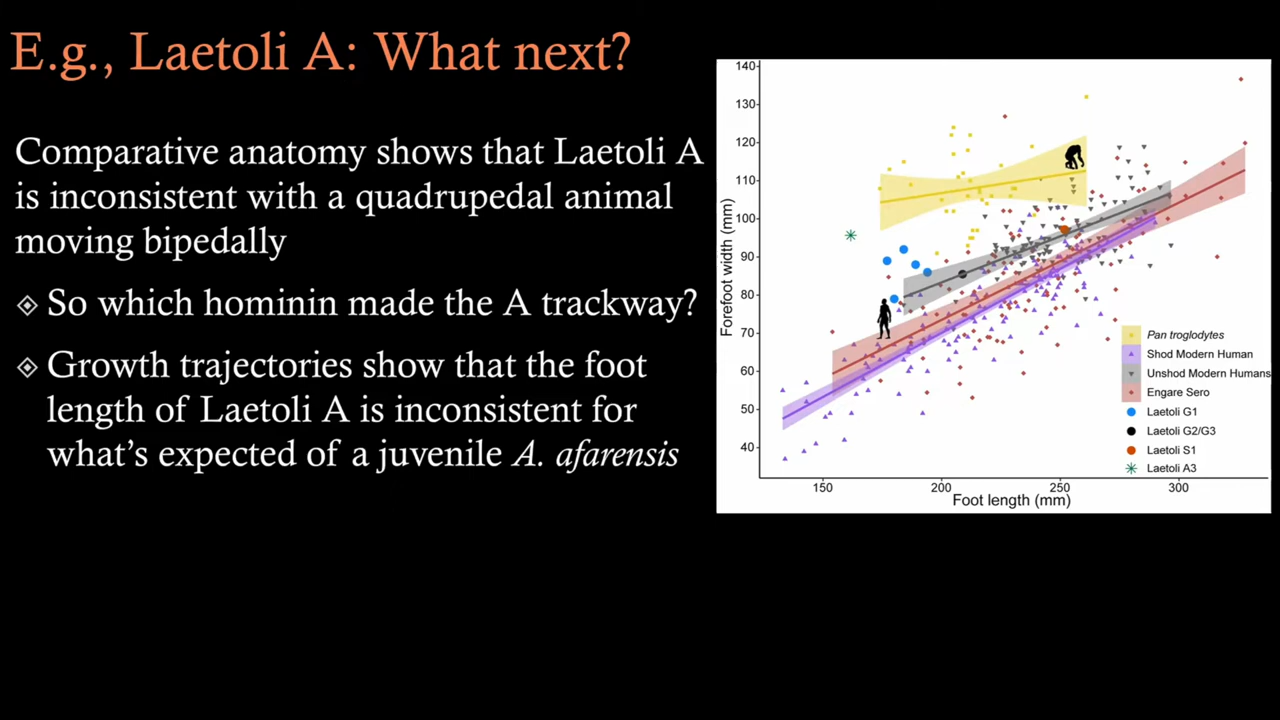 E.g., Laetoli A: What next?
Comparative anatomy shows that Laetoli A
is inconsistent with a quadrupedal animal
moving bipedally
So which hominin made the A trackway?
Growth trajectories show that the foot
length of Laetoli A is inconsistent for
what's expected of a juvenile A. afarensis
140
130
120
110
100
90
80
70
60
50
40
Forefoot width (mm)
150
200
250
300
Foot length (mm)
Pan troglodytes
Shod Modern Human
Unshod Modern Humans
Engare Sero
Laetoli G1
Laetoli G2/G3
Laetoli S1
Laetoli A3